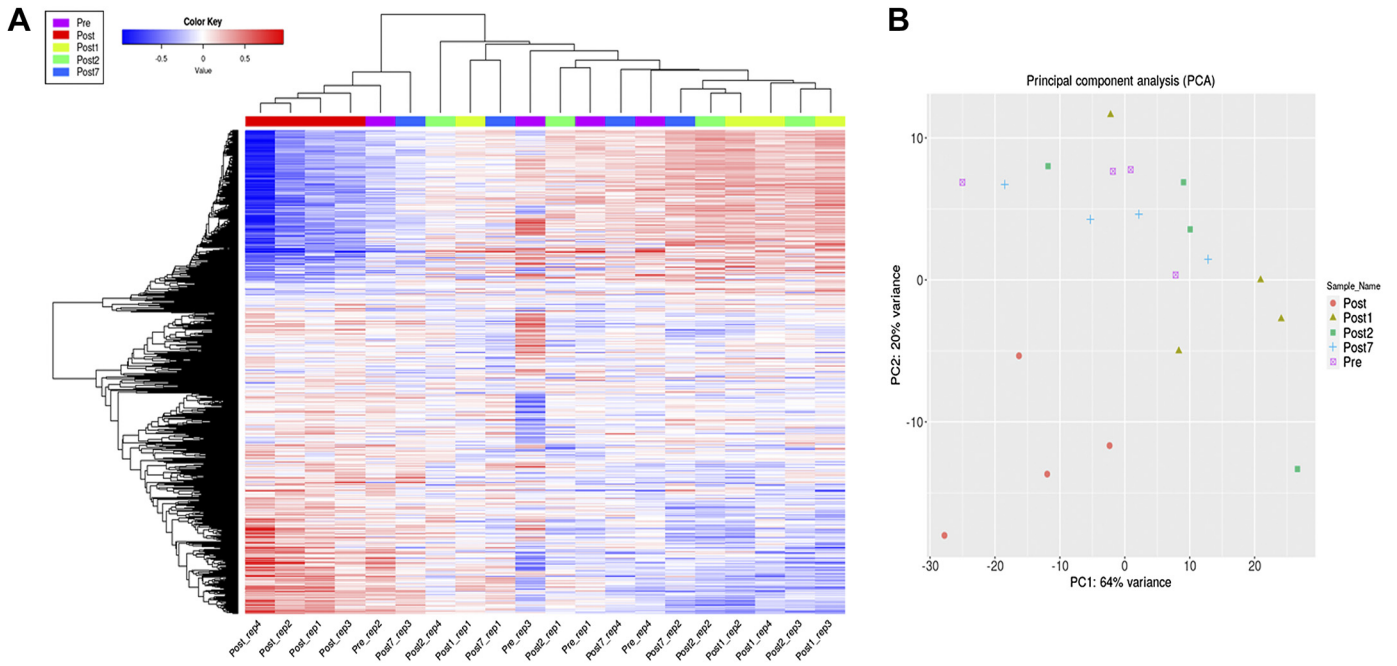 A
Pre
Post
Post1
Post2
Post7
Color Key
-0.5 0 0.5
Value
Post_rep4
Post_rep2
Post_rep1
Post_rep3
Pre_rep2
Post7_rep3
Post2_rep4
Post1_rep1
Post7_rep1
Pre_rep3
Post2_rep1
Pre_rep1
Post7_rep4
Pre_rep4
Post7_rep2
Post2_rep2
Post1_rep2
Post1_rep4
Post2_rep3
Post1_rep3
B
Principal component analysis (PCA)
PC2: 20% variance
10
0
-10
-30 -20 -10 0 10 20
PC1: 64% variance
Sample_Name
Post
Post1
Post2
Post7
Pre